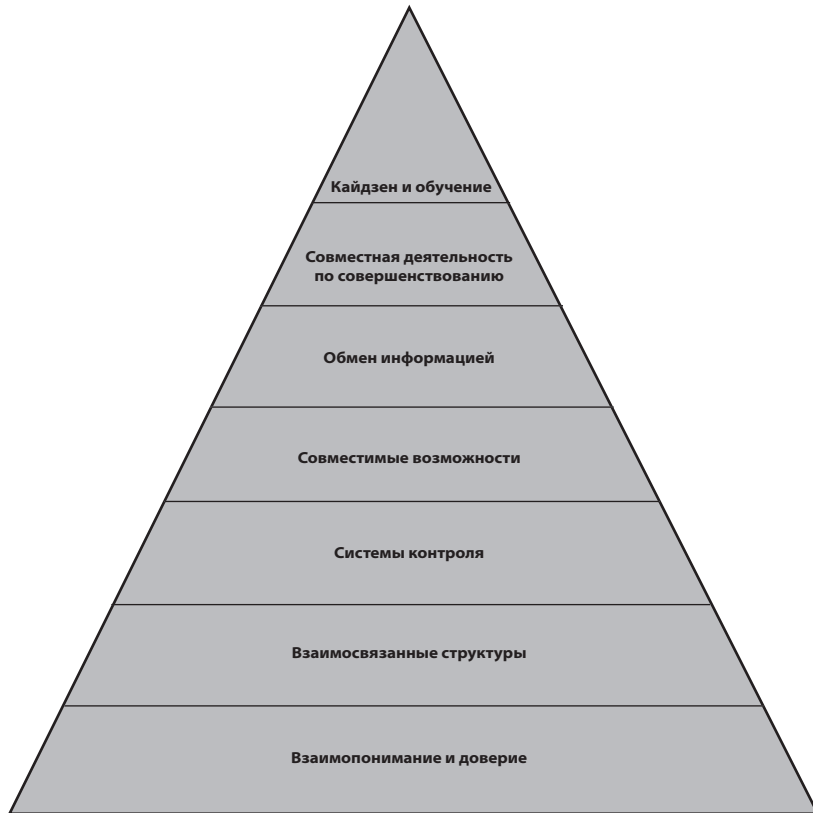 Кайдзен и обучение
Совместная деятельность
по совершенствованию
Обмен информацией
Совместимые возможности
Системы контроля
Взаимосвязанные структуры
Взаимопонимание и доверие